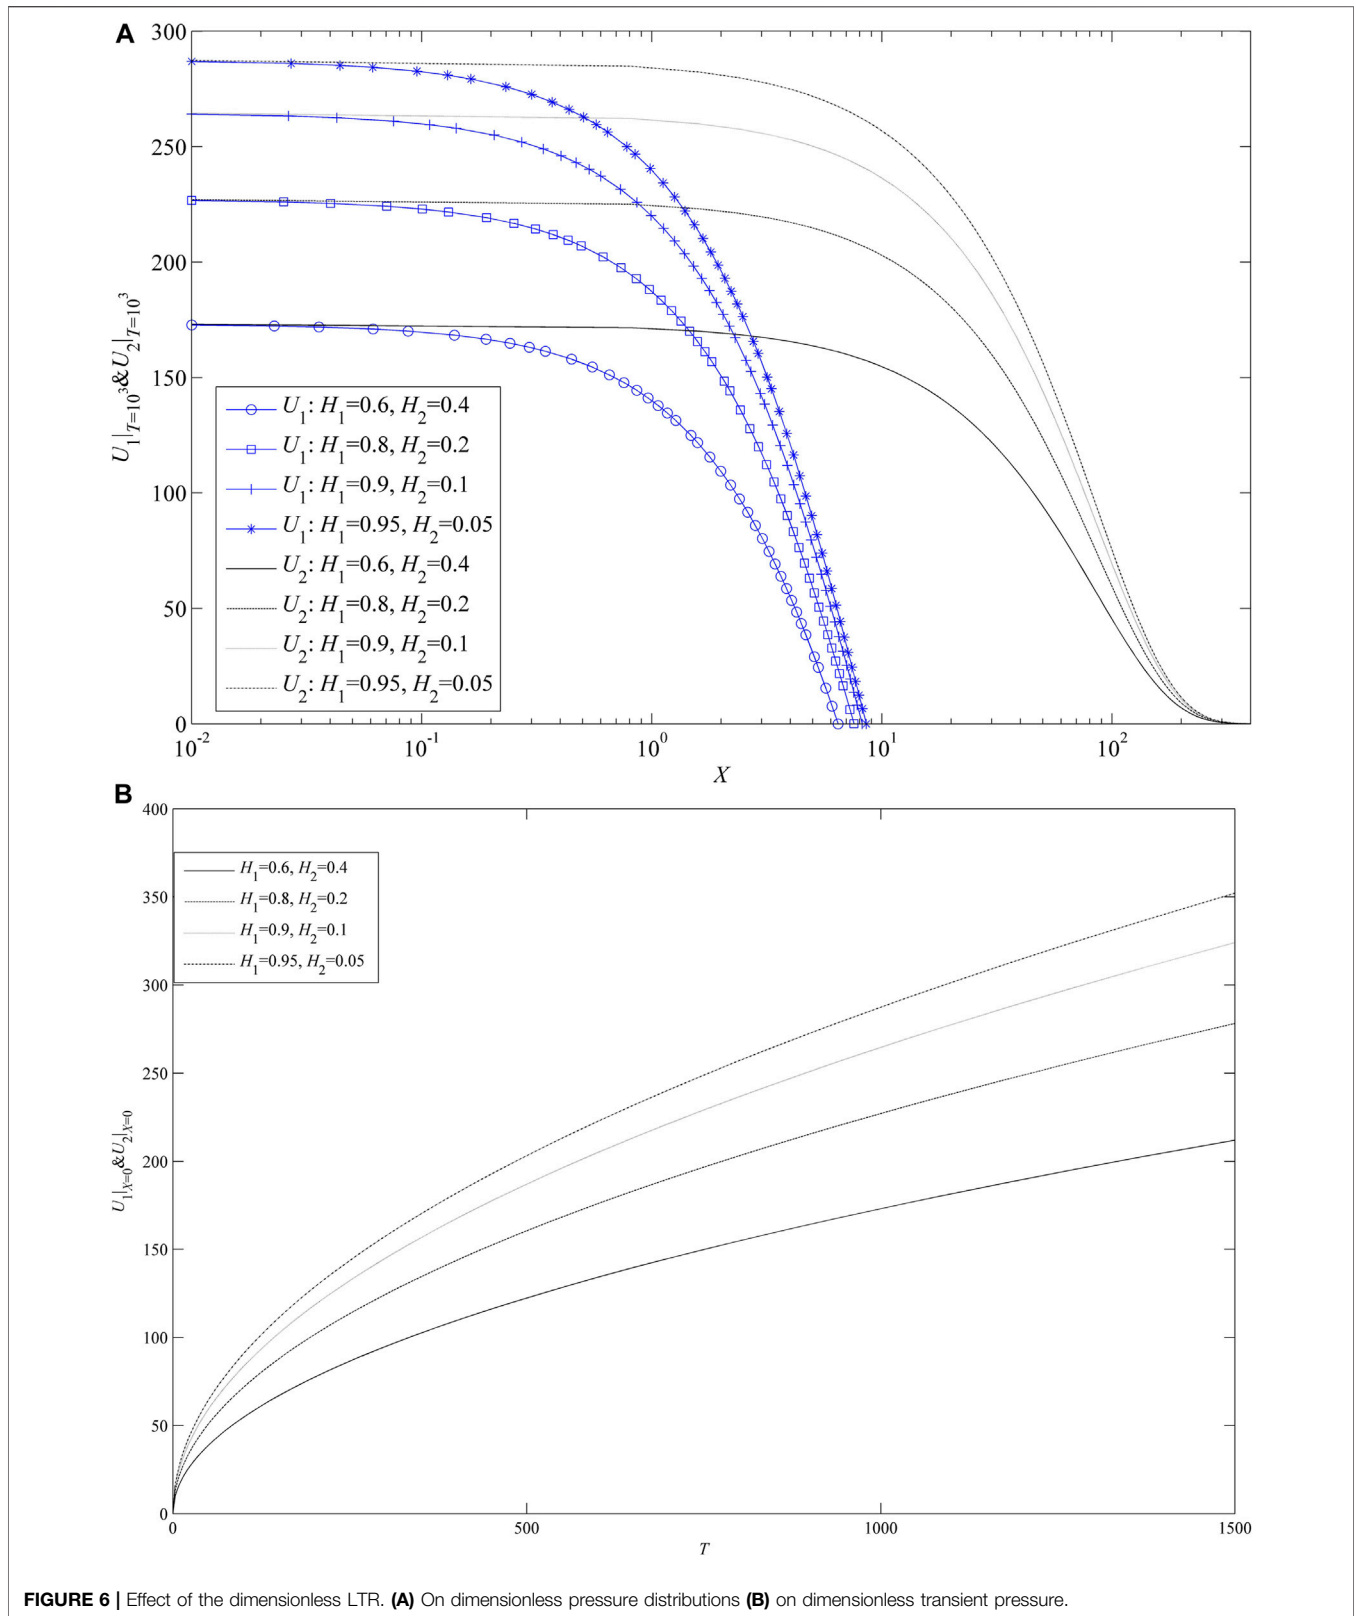 A
300
250
200
150
100
50
0
U₁|T=10³ & U₂|T=10³
U₁: H₁=0.6, H₂=0.4
U₁: H₁=0.8, H₂=0.2
U₁: H₁=0.9, H₂=0.1
U₁: H₁=0.95, H₂=0.05
U₂: H₁=0.6, H₂=0.4
U₂: H₁=0.8, H₂=0.2
U₂: H₁=0.9, H₂=0.1
U₂: H₁=0.95, H₂=0.05
10⁻² 10⁻¹ 10⁰ 10¹ 10²
X
B
400
350
300
250
200
150
100
50
0
U₁|X=0 & U₂|X=0
H₁=0.6, H₂=0.4
H₁=0.8, H₂=0.2
H₁=0.9, H₂=0.1
H₁=0.95, H₂=0.05
0 500 1000 1500
T
FIGURE 6 | Effect of the dimensionless LTR. (A) On dimensionless pressure distributions (B) on dimensionless transient pressure.